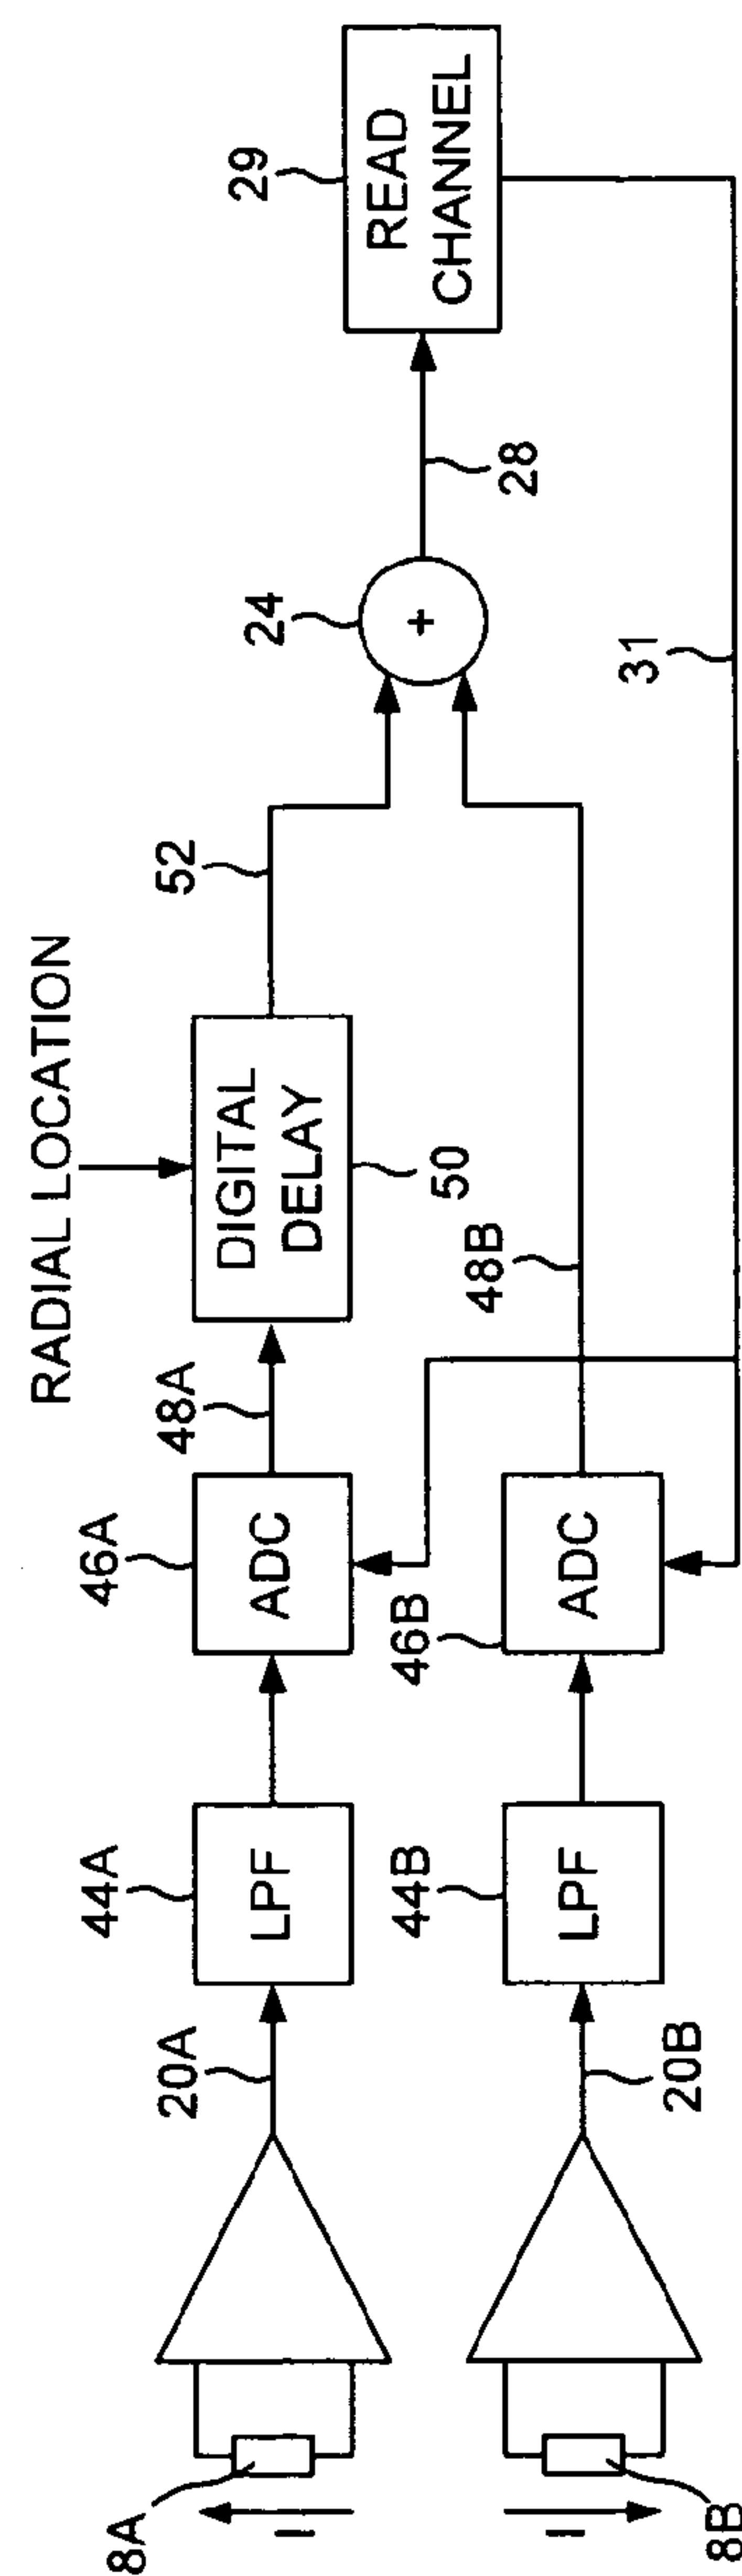 RADIAL LOCATION
8A
I
20A
44A
LPF
46A
ADC
48A
DIGITAL
DELAY
50
52
24
+
28
29
READ
CHANNEL
8B
I
20B
44B
LPF
46B
ADC
48B
31